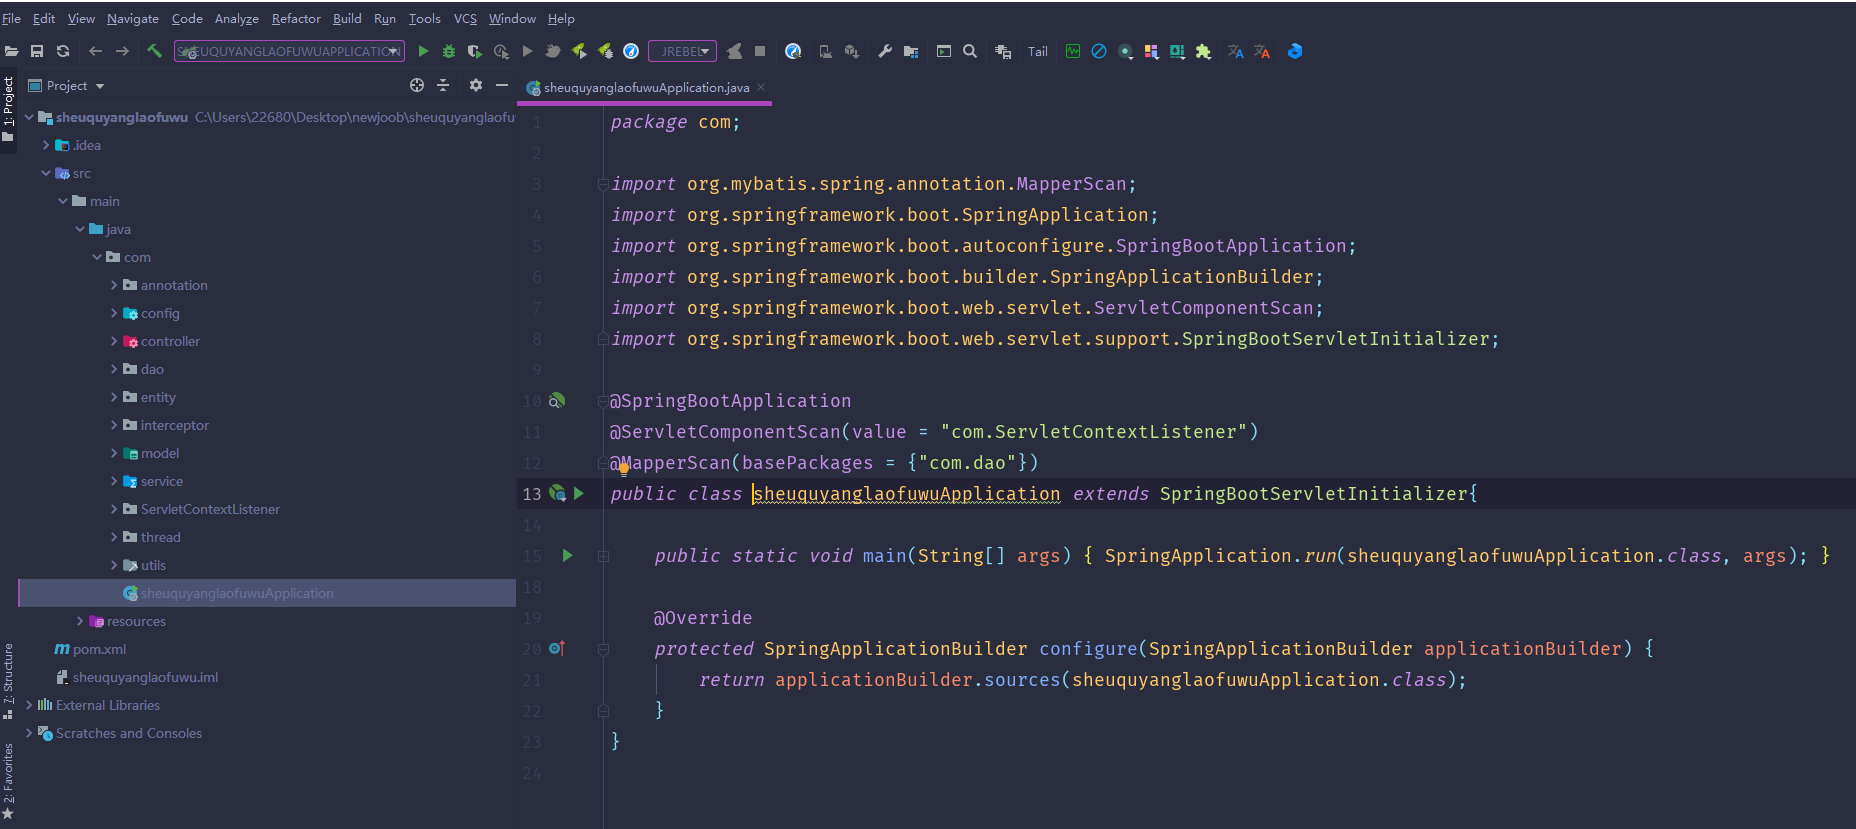 File Edit View Navigate Code Analyze Refactor Build Run Tools VCS Window Help
SHEUQUYANGLAOFUWUAPPLICATION JREBEL Tail
1: Project
7: Structure
2: Favorites
Project
sheuquyanglaofuwu C:\Users\22680\Desktop\newjoob\sheuquyanglaofu
.idea
src
main
java
com
annotation
config
controller
dao
entity
interceptor
model
service
ServletContextListener
thread
utils
sheuquyanglaofuwuApplication
resources
pom.xml
sheuquyanglaofuwu.iml
External Libraries
Scratches and Consoles
sheuquyanglaofuwuApplication.java
1 package com;
2
3 import org.mybatis.spring.annotation.MapperScan;
4 import org.springframework.boot.SpringApplication;
5 import org.springframework.boot.autoconfigure.SpringBootApplication;
6 import org.springframework.boot.builder.SpringApplicationBuilder;
7 import org.springframework.boot.web.servlet.ServletComponentScan;
8 import org.springframework.boot.web.servlet.support.SpringBootServletInitializer;
9
10 @SpringBootApplication
11 @ServletComponentScan(value = "com.ServletContextListener")
12 @MapperScan(basePackages = {"com.dao"})
13 public class sheuquyanglaofuwuApplication extends SpringBootServletInitializer{
14
15 public static void main(String[] args) { SpringApplication.run(sheuquyanglaofuwuApplication.class, args); }
18
19 @Override
20 protected SpringApplicationBuilder configure(SpringApplicationBuilder applicationBuilder) {
21 return applicationBuilder.sources(sheuquyanglaofuwuApplication.class);
22 }
23 }
24